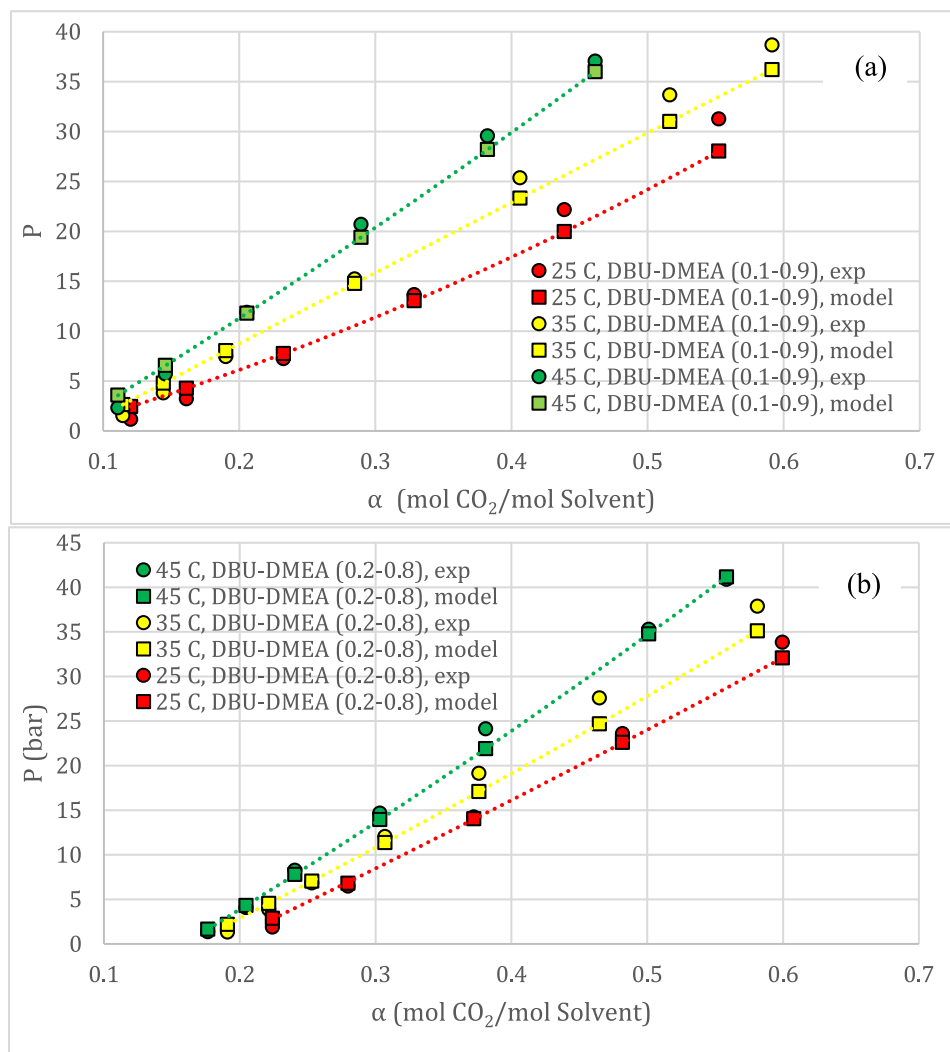 40
(a)
35
30
25
P
20
15
10
5
0
25 C, DBU-DMEA (0.1-0.9), exp
25 C, DBU-DMEA (0.1-0.9), model
35 C, DBU-DMEA (0.1-0.9), exp
35 C, DBU-DMEA (0.1-0.9), model
45 C, DBU-DMEA (0.1-0.9), exp
45 C, DBU-DMEA (0.1-0.9), model
0.1 0.2 0.3 0.4 0.5 0.6 0.7
α (mol CO₂/mol Solvent)
45
(b)
40
35
30
25
P (bar)
20
15
10
5
0
45 C, DBU-DMEA (0.2-0.8), exp
45 C, DBU-DMEA (0.2-0.8), model
35 C, DBU-DMEA (0.2-0.8), exp
35 C, DBU-DMEA (0.2-0.8), model
25 C, DBU-DMEA (0.2-0.8), exp
25 C, DBU-DMEA (0.2-0.8), model
0.1 0.2 0.3 0.4 0.5 0.6 0.7
α (mol CO₂/mol Solvent)